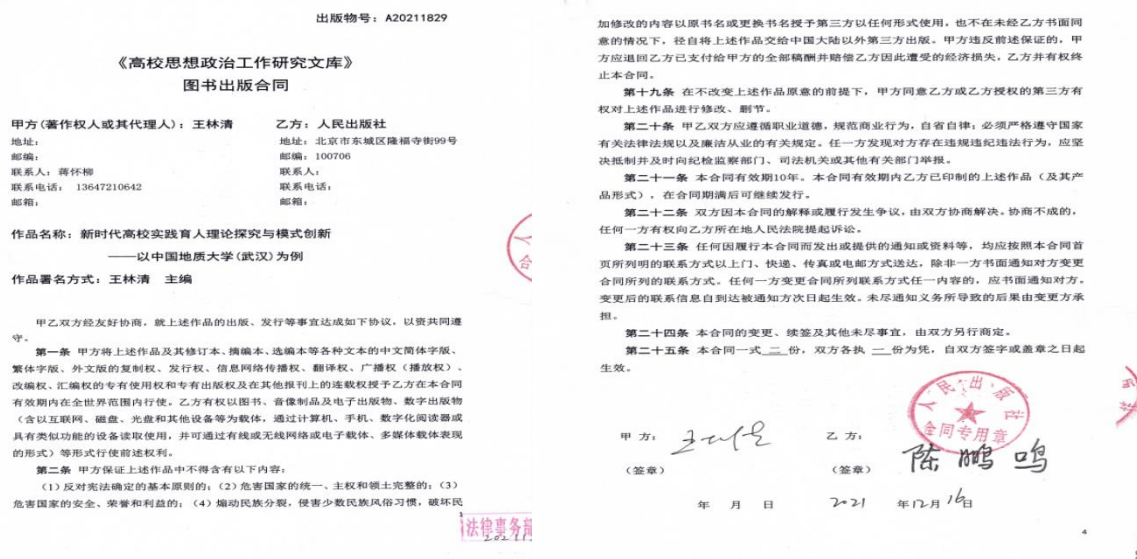 出版物号：A20211829
《高校思想政治工作研究文库》
图书出版合同
甲方(著作权人或其代理人)：王林清
乙方：人民出版社
地址：
地址：北京市东城区隆福寺街99号
邮编：
邮编：100706
联系人：蒋怀柳
联系人：
联系电话： 13647210642
联系电话：
邮箱：
邮箱：
作品名称：新时代高校实践育人理论探究与模式创新
——以中国地质大学(武汉)为例
作品署名方式：王林清 主编
甲乙双方经友好协商，就上述作品的出版、发行等事宜达成如下协议，以资共同遵
守。
第一条 甲方将上述作品及其修订本、摘编本、选编本等各种文本的中文简体字版、
繁体字版、外文版的复制权、发行权、信息网络传播权、翻译权、广播权（播放权）、
改编权、汇编权的专有使用权和专有出版权及在其他报刊上的连载权授予乙方在本合同
有效期内在全世界范围内行使。乙方有权以图书、音像制品及电子出版物、数字出版物
（含以互联网、磁盘、光盘和其他设备等为载体，通过计算机、手机、数字化阅读器或
具有类似功能的设备读取使用，并可通过有线或无线网络或电子载体、多媒体载体表现
的形式）等形式行使前述权利。
第二条 甲方保证上述作品中不得含有以下内容：
（1）反对宪法确定的基本原则的；（2）危害国家的统一、主权和领土完整的；（3）
危害国家的安全、荣誉和利益的；（4）煽动民族分裂，侵害少数民族风俗习惯，破坏民
1
法律事务部
加修改的内容以原书名或更换书名授予第三方以任何形式使用，也不在未经乙方书面同
意的情况下，径自将上述作品交给中国大陆以外第三方出版。甲方违反前述保证的，甲
方应退回乙方已支付给甲方的全部稿酬并赔偿乙方因此遭受的经济损失，乙方并有权终
止本合同。
第十九条 在不改变上述作品原意的前提下，甲方同意乙方或乙方授权的第三方有
权对上述作品进行修改、删节。
第二十条 甲乙双方应遵循职业道德，规范商业行为，自省自律；必须严格遵守国家
有关法律法规以及廉洁从业的有关规定。任一方发现对方存在违规违纪违法行为，应坚
决抵制并及时向纪检监察部门、司法机关或其他有关部门举报。
第二十一条 本合同有效期10年。本合同有效期内乙方已印制的上述作品（及其产
品形式），在合同期满后可继续发行。
第二十二条 双方因本合同的解释或履行发生争议，由双方协商解决。协商不成的，
任何一方有权向乙方所在地人民法院提起诉讼。
第二十三条 任何因履行本合同而发出或提供的通知或资料等，均应按照本合同首
页所列明的联系方式以上门、快递、传真或电邮方式送达，除非一方书面通知对方变更
合同所列的联系方式。任何一方变更合同所列联系方式任一内容的，应书面通知对方。
变更后的联系信息自到达被通知方次日起生效。未尽通知义务所导致的后果由变更方承
担。
第二十四条 本合同的变更、续签及其他未尽事宜，由双方另行商定。
第二十五条 本合同一式 二 份，双方各执 一 份为凭，自双方签字或盖章之日起
生效。
人民出版社
合同专用章
甲 方：
乙 方：
陈鹏鸣
（签章）
（签章）
年 月 日
2021 年12月16日
4